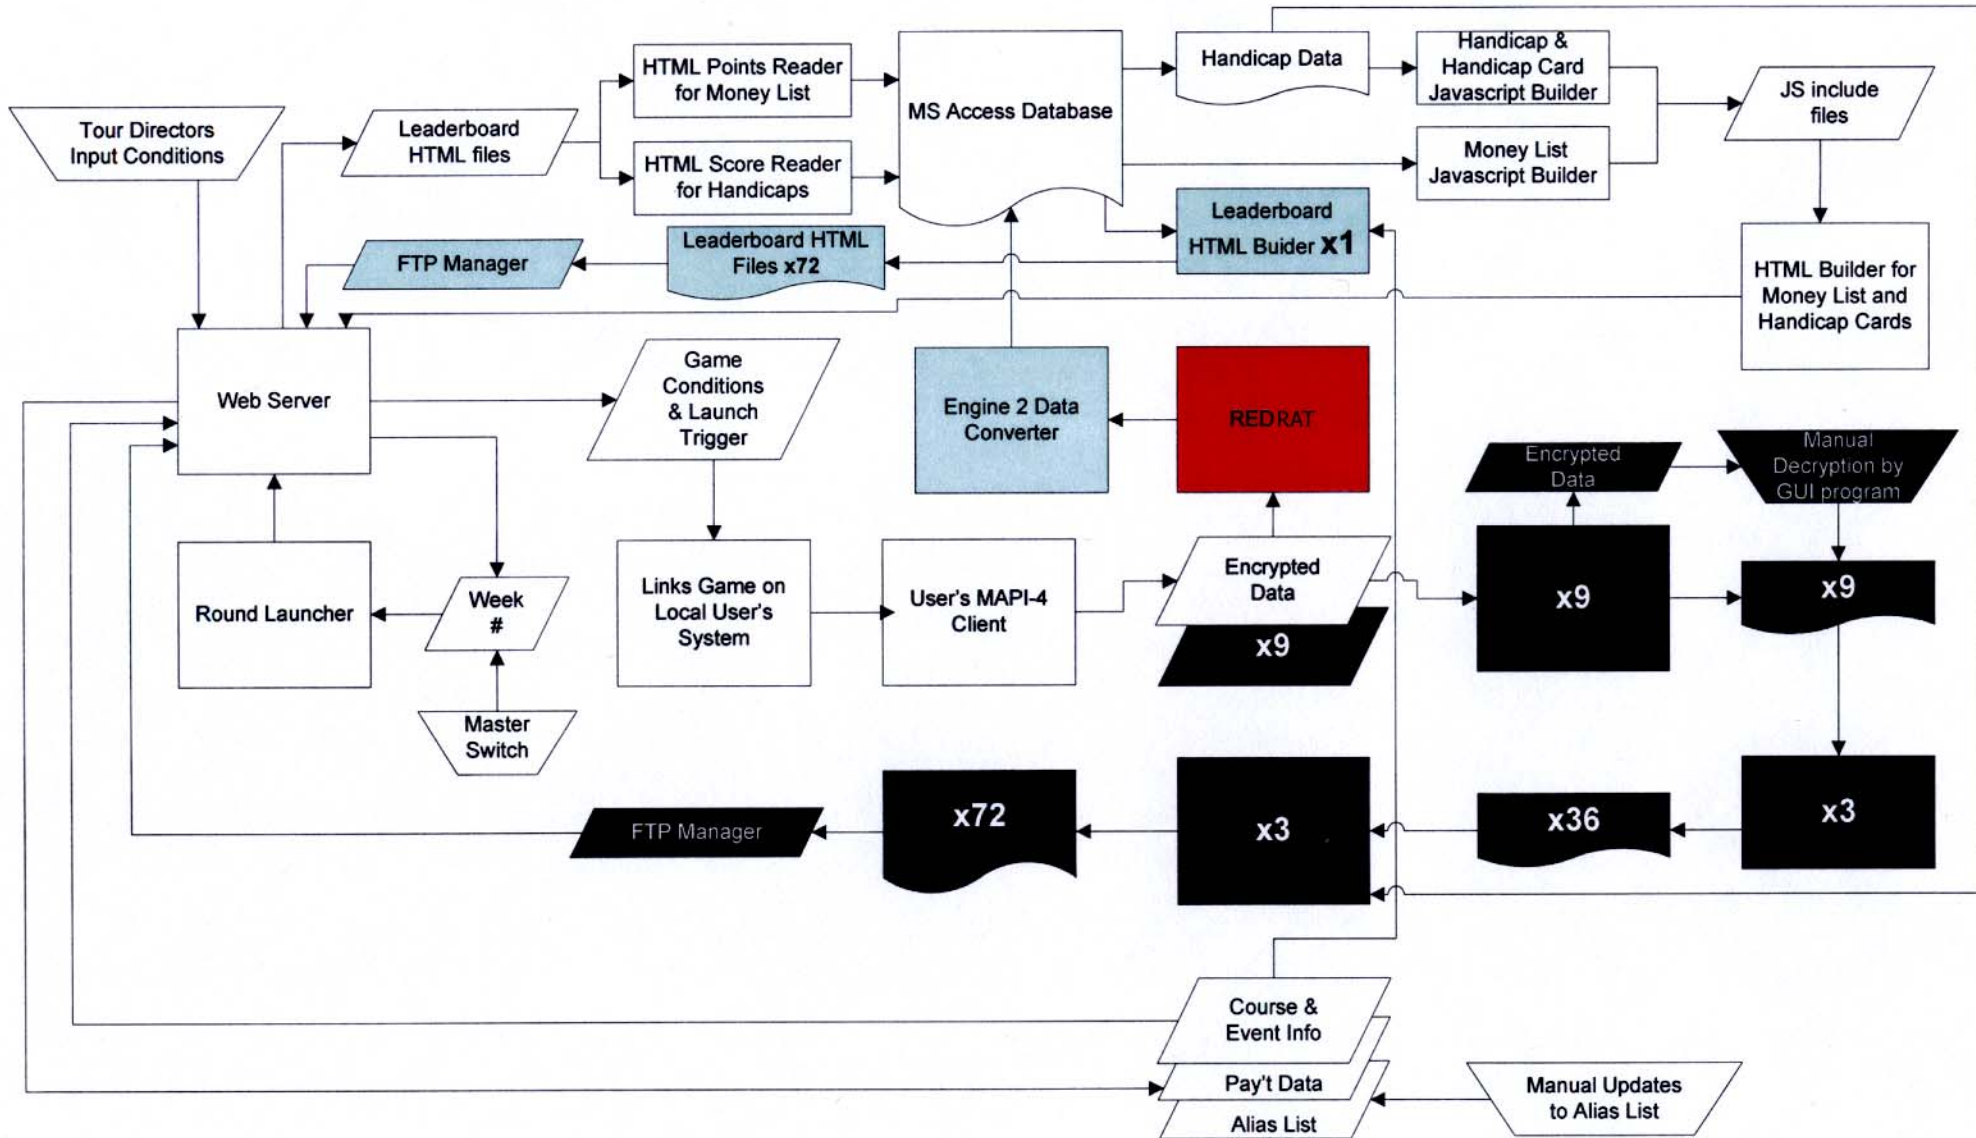 Tour Directors
Input Conditions
Leaderboard
HTML files
HTML Points Reader
for Money List
HTML Score Reader
for Handicaps
MS Access Database
Handicap Data
Handicap &
Handicap Card
Javascript Builder
Money List
Javascript Builder
JS include
files
Leaderboard
HTML Buider x1
Leaderboard HTML
Files x72
FTP Manager
HTML Builder for
Money List and
Handicap Cards
Web Server
Game
Conditions
& Launch
Trigger
Engine 2 Data
Converter
REDRAT
Encrypted
Data
Manual
Decryption by
GUI program
Round Launcher
Week
#
Links Game on
Local User's
System
User's MAPI-4
Client
Encrypted
Data
x9
x9
x9
Master
Switch
FTP Manager
x72
x3
x36
x3
Course &
Event Info
Pay't Data
Alias List
Manual Updates
to Alias List